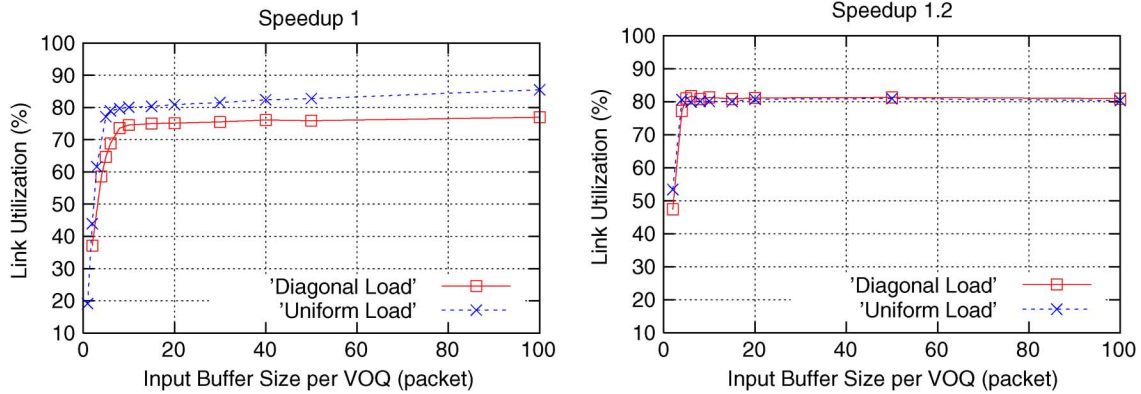 Speedup 1
100
90
80
70
60
50
40
30
20
10
Link Utilization (%)
'Diagonal Load'
'Uniform Load'
0 20 40 60 80 100
Input Buffer Size per VOQ (packet)
Speedup 1.2
100
90
80
70
60
50
40
30
20
10
Link Utilization (%)
'Diagonal Load'
'Uniform Load'
0 20 40 60 80 100
Input Buffer Size per VOQ (packet)